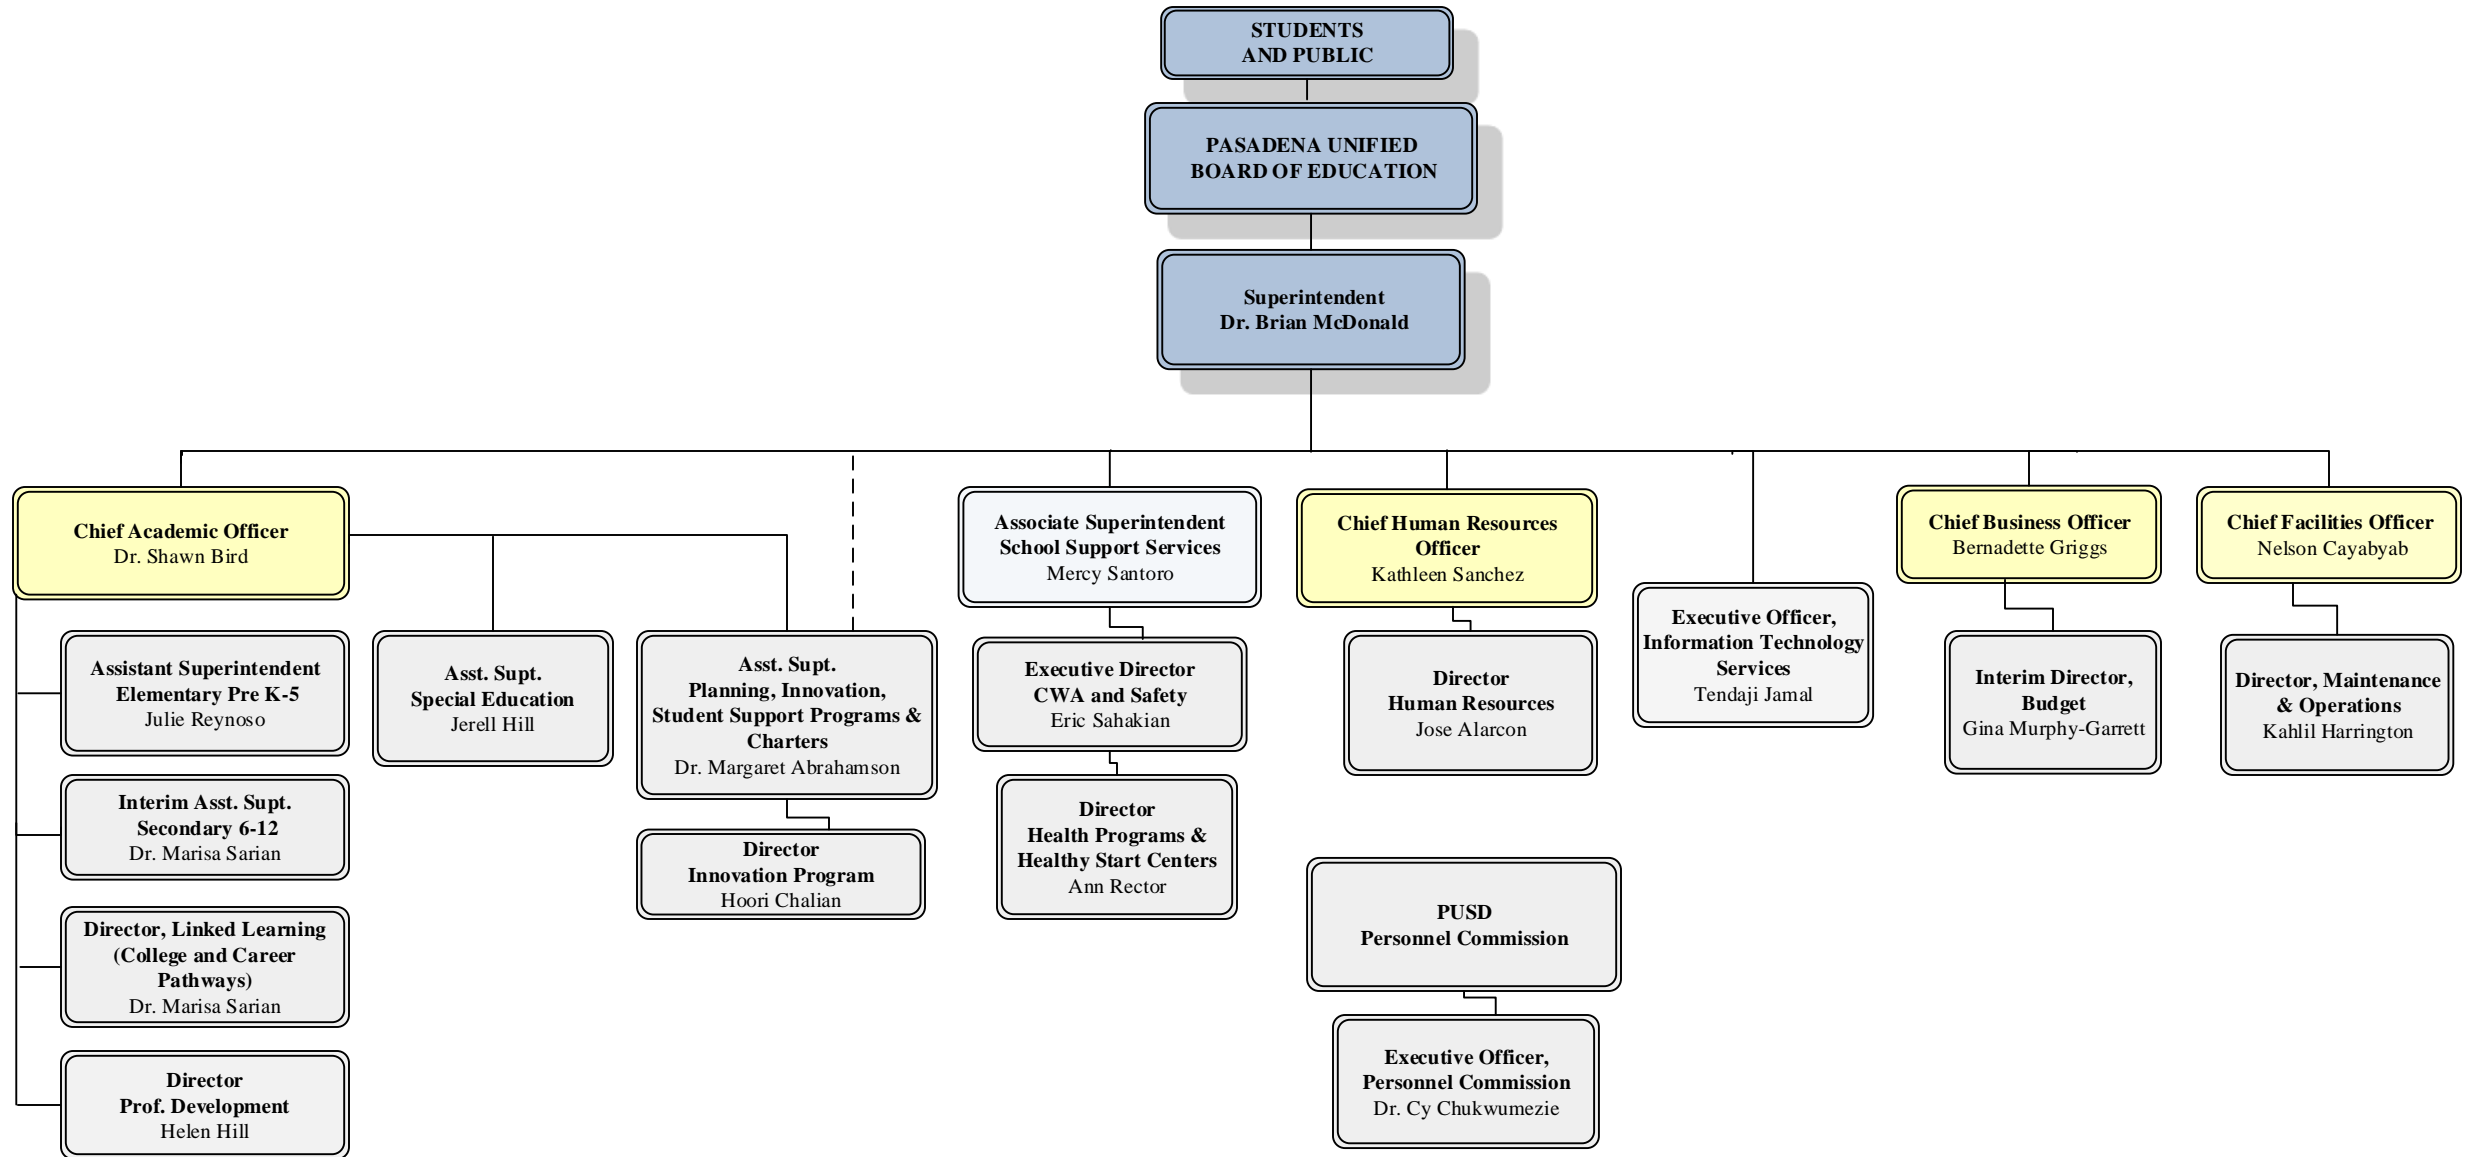 STUDENTS
AND PUBLIC
PASADENA UNIFIED
BOARD OF EDUCATION
Superintendent
Dr. Brian McDonald
Chief Academic Officer
Dr. Shawn Bird
Associate Superintendent
School Support Services
Mercy Santoro
Chief Human Resources
Officer
Kathleen Sanchez
Executive Officer,
Information Technology
Services
Tendaji Jamal
Chief Business Officer
Bernadette Griggs
Chief Facilities Officer
Nelson Cayabyab
Assistant Superintendent
Elementary Pre K-5
Julie Reynoso
Asst. Supt.
Special Education
Jerell Hill
Asst. Supt.
Planning, Innovation,
Student Support Programs &
Charters
Dr. Margaret Abrahamson
Executive Director
CWA and Safety
Eric Sahakian
Director
Human Resources
Jose Alarcon
Interim Director,
Budget
Gina Murphy-Garrett
Director, Maintenance
& Operations
Kahlil Harrington
Interim Asst. Supt.
Secondary 6-12
Dr. Marisa Sarian
Director
Innovation Program
Hoori Chalian
Director
Health Programs &
Healthy Start Centers
Ann Rector
Director, Linked Learning
(College and Career
Pathways)
Dr. Marisa Sarian
PUSD
Personnel Commission
Director
Prof. Development
Helen Hill
Executive Officer,
Personnel Commission
Dr. Cy Chukwumezie